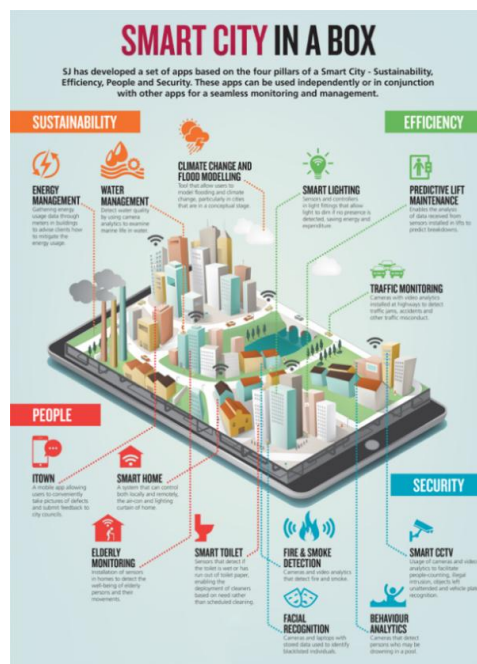 SMART CITY IN A BOX
SJ has developed a set of apps based on the four pillars of a Smart City - Sustainability,
Efficiency, People and Security. These apps can be used independently or in conjunction
with other apps for a seamless monitoring and management.
SUSTAINABILITY
EFFICIENCY
ENERGY
MANAGEMENT
Gathering energy
usage data through
meters in buildings
to advise clients how
to mitigate the
energy usage.
WATER
MANAGEMENT
Detect water quality
by using camera
analytics to examine
marine life in water.
CLIMATE CHANGE AND
FLOOD MODELLING
Tool that allow users to
model flooding and climate
change, particularly in cities
that are in a conceptual stage.
SMART LIGHTING
Sensors and controllers
in light fittings that allow
light to dim if no presence is
detected, saving energy and
expenditure.
PREDICTIVE LIFT
MAINTENANCE
Enables the analysis
of data received from
sensors installed in lifts to
predict breakdowns.
TRAFFIC MONITORING
Cameras with video analytics
installed at highways to detect
traffic jams, accidents and
other traffic misconduct.
PEOPLE
ITOWN
A mobile app allowing
users to conveniently
take pictures of defects
and submit feedback to
city councils.
SMART HOME
A system that can control
both locally and remotely,
the air-con and lighting
curtain of home.
SECURITY
ELDERLY
MONITORING
Installation of sensors
in homes to detect the
well-being of elderly
persons and their
movements.
SMART TOILET
Sensors that detect if
the toilet is wet or has
run out of toilet paper,
enabling the
deployment of cleaners
based on need rather
than scheduled cleaning.
FIRE & SMOKE
DETECTION
Cameras and video analytics
that detect fire and smoke.
SMART CCTV
Usage of cameras and video
analytics to facilitate
people-counting, illegal
intrusion, objects left
unattended and vehicle plate
recognition.
FACIAL
RECOGNITION
Cameras and laptops with
stored data used to identify
blacklisted individuals.
BEHAVIOUR
ANALYTICS
Cameras that detect
persons who may be
drowning in a pool.